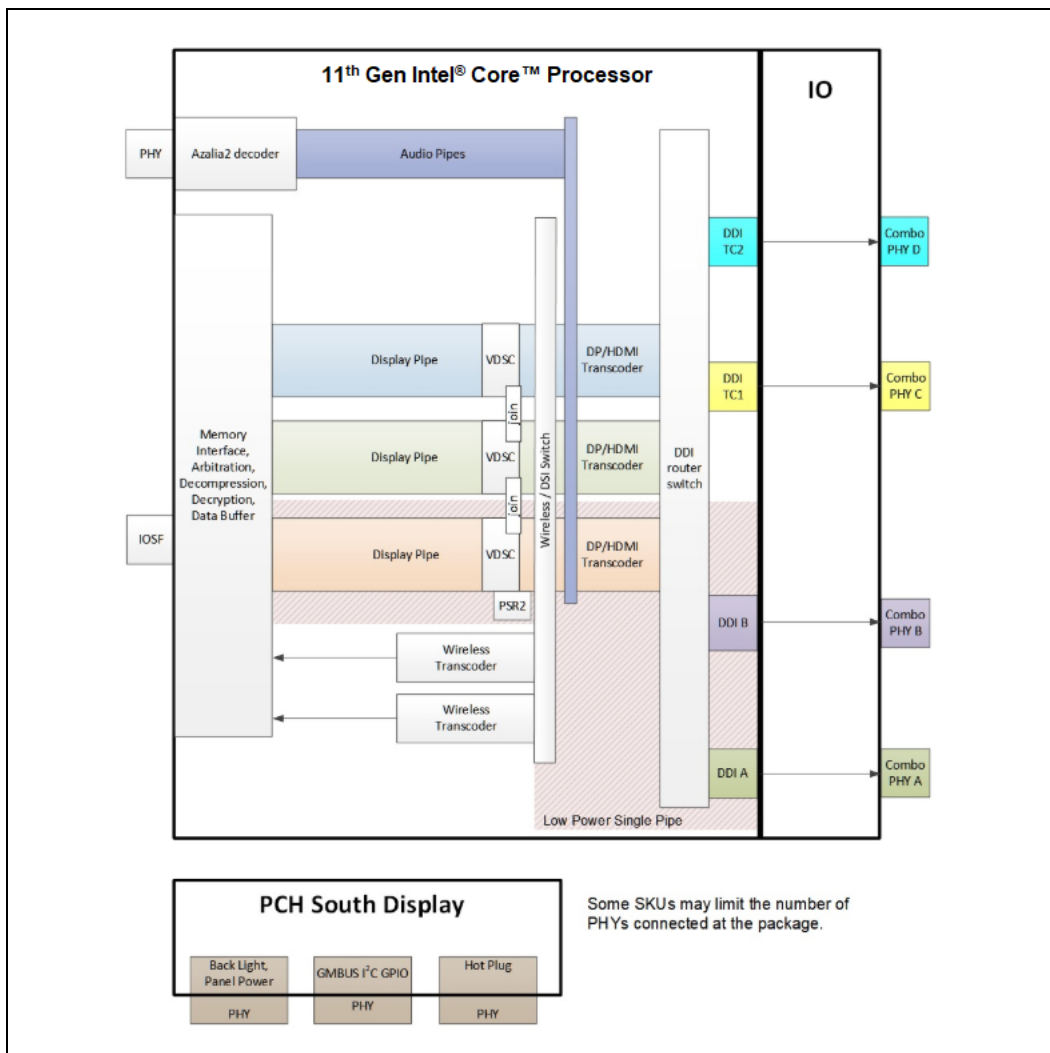 11th Gen Intel® Core™ Processor
IO
PHY
Azalia2 decoder
Audio Pipes
DDI
TC2
Combo
PHY D
Display Pipe
VDSC
DP/HDMI
Transcoder
DDI
TC1
Combo
PHY C
join
Memory
Interface,
Arbitration,
Decompression,
Decryption,
Data Buffer
Display Pipe
VDSC
Wireless / DSI Switch
DP/HDMI
Transcoder
DDI
router
switch
join
IOSF
Display Pipe
VDSC
DP/HDMI
Transcoder
PSR2
DDI B
Combo
PHY B
Wireless
Transcoder
Wireless
Transcoder
DDI A
Combo
PHY A
Low Power Single Pipe
PCH South Display
Some SKUs may limit the number of
PHYs connected at the package.
Back Light,
Panel Power
PHY
GMBUS I²C GPIO
PHY
Hot Plug
PHY